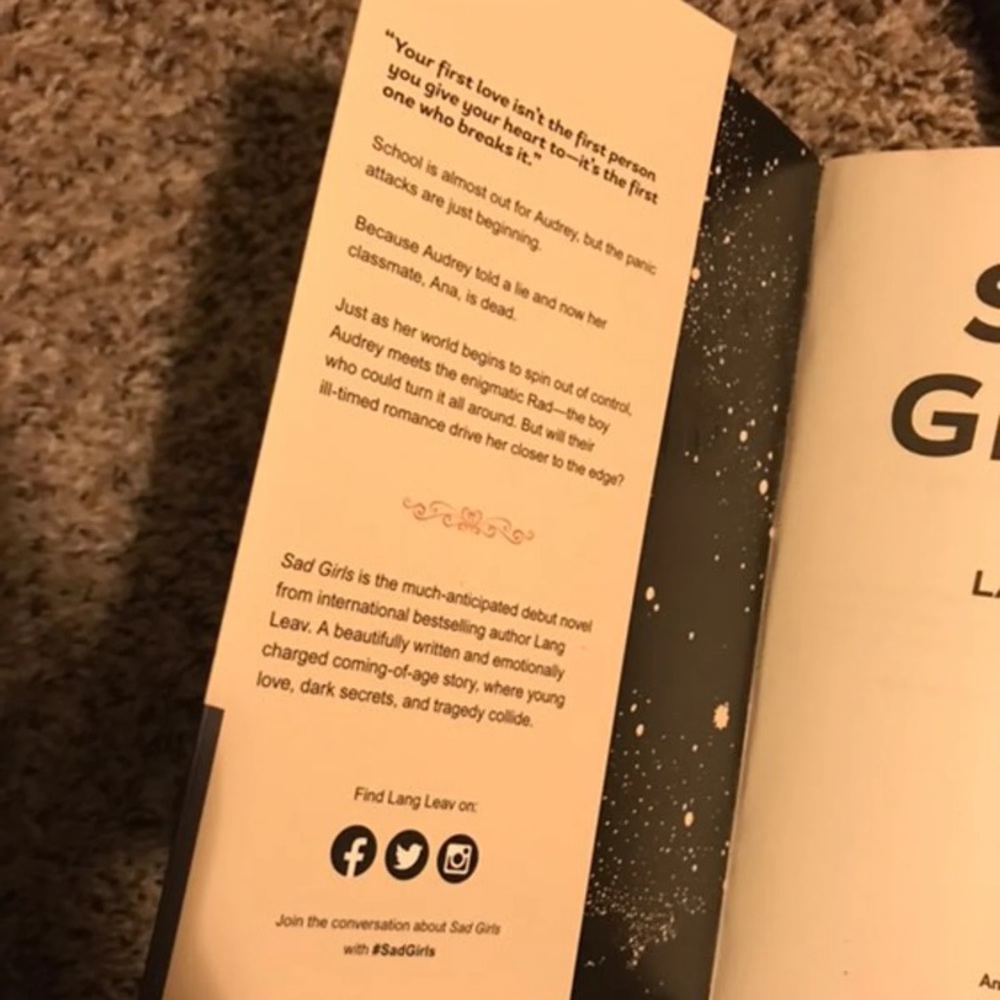 “Your first love isn't the first person
you give your heart to—it's the first
one who breaks it.”
School is almost out for Audrey, but the panic
attacks are just beginning.
Because Audrey told a lie and now her
classmate, Ana, is dead.
Just as her world begins to spin out of control,
Audrey meets the enigmatic Rad—the boy
who could turn it all around. But will their
ill-timed romance drive her closer to the edge?
Sad Girls is the much-anticipated debut novel
from international bestselling author Lang
Leav. A beautifully written and emotionally
charged coming-of-age story, where young
love, dark secrets, and tragedy collide.
Find Lang Leav on:
Join the conversation about Sad Girls
with #SadGirls
S
G
LA
An